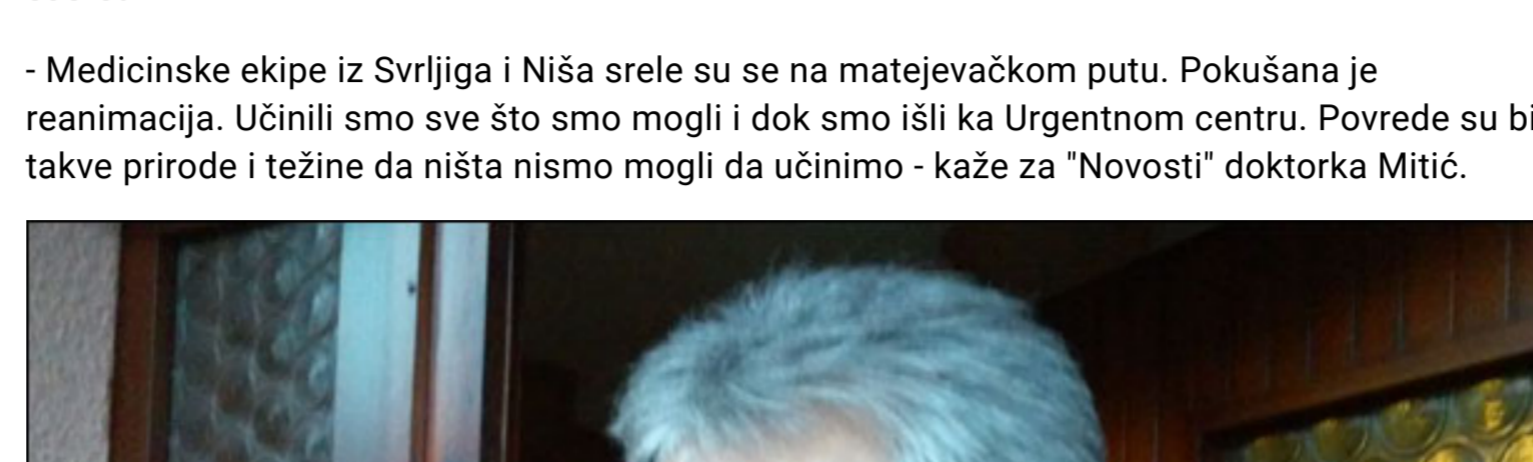 - Medicinske ekipe iz Svrljiga i Niša srele su se na matejevačkom putu. Pokušana je
reanimacija. Učinili smo sve što smo mogli i dok smo išli ka Urgentnom centru. Povrede su
takve prirode i težine da ništa nismo mogli da učinimo - kaže za "Novosti" doktorka Mitić.